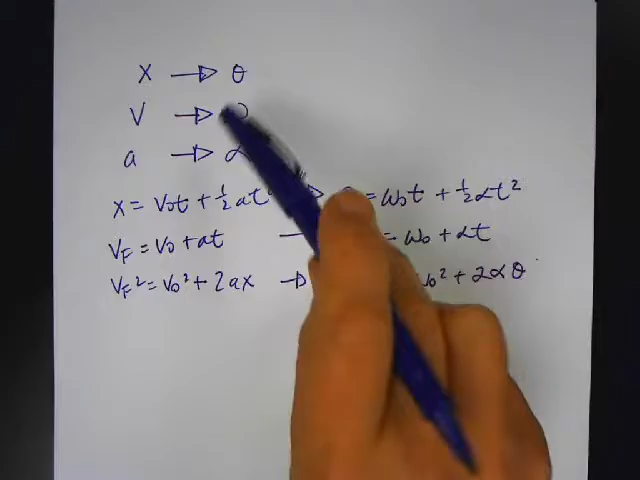 x → θ
v →
a → α
x = v₀t + ½at² → = ω₀t + ½αt²
v_F = v₀ + at → = ω₀ + αt
v_F² = v₀² + 2ax → ω₀² + 2αθ